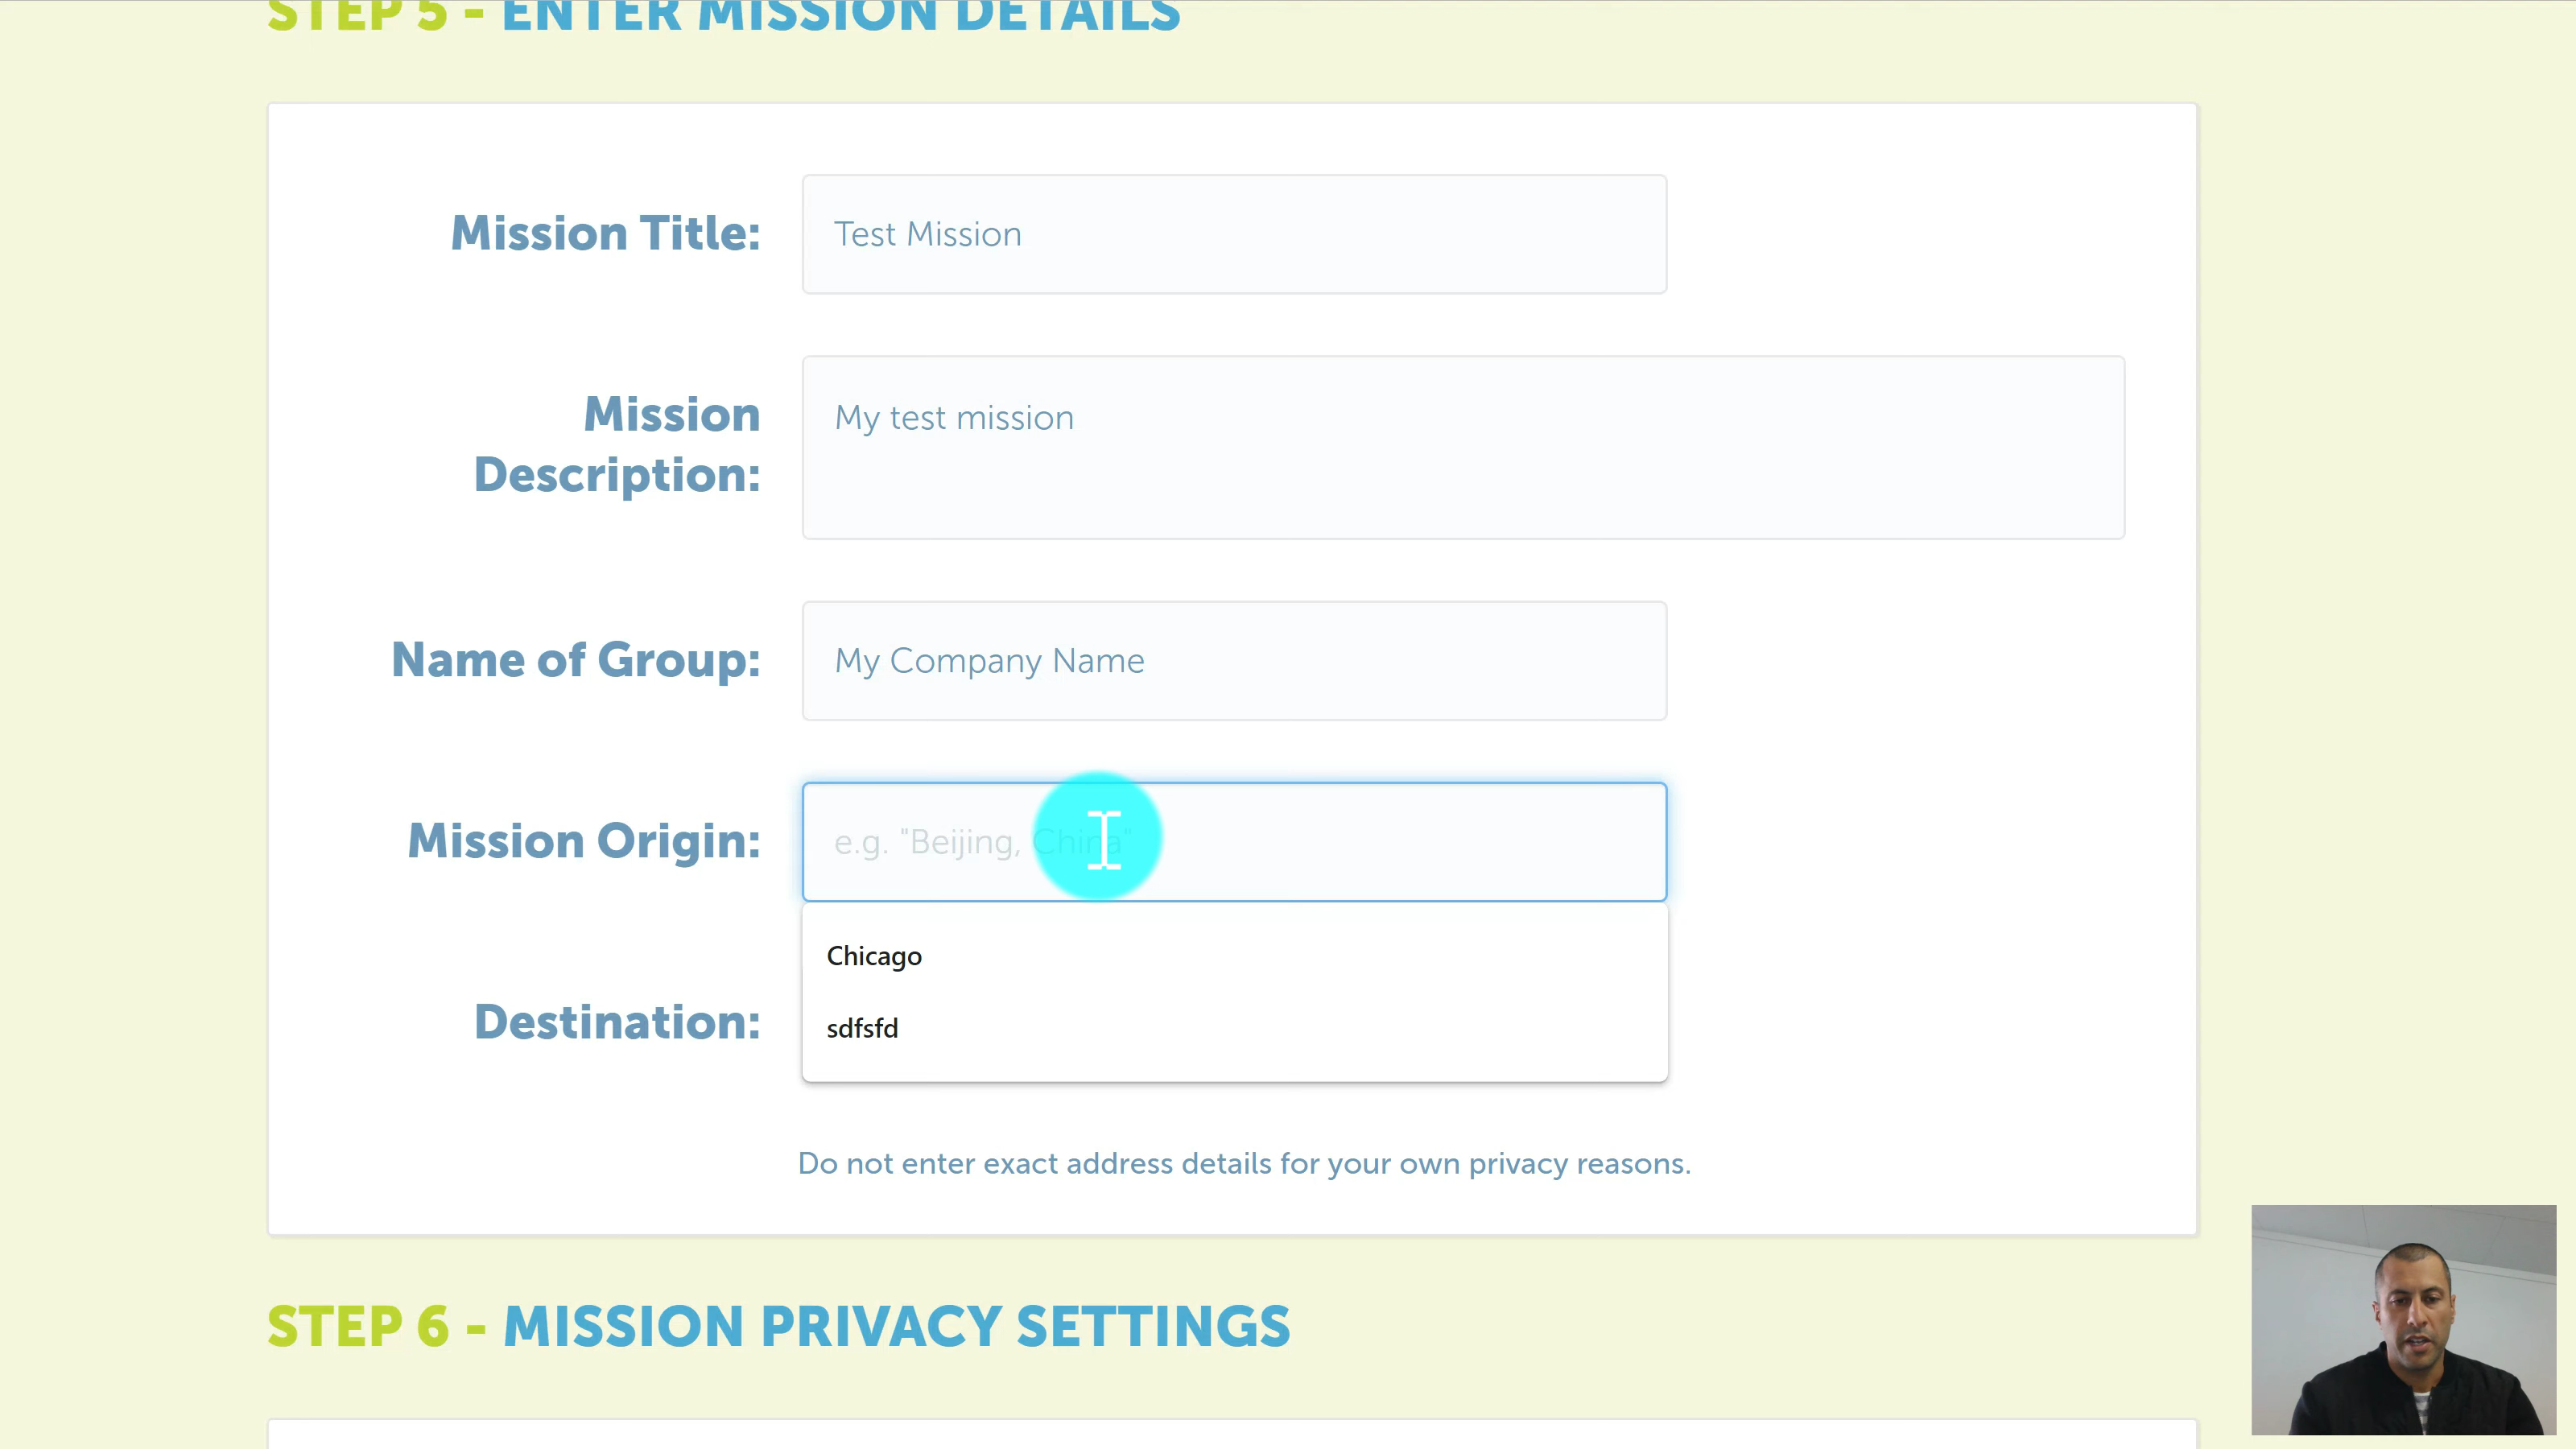 STEP 5 - ENTER MISSION DETAILS
Mission Title:
Test Mission
Mission
Description:
My test mission
Name of Group:
My Company Name
Mission Origin:
e.g. "Beijing, China"
Chicago
sdfsfd
Destination:
Do not enter exact address details for your own privacy reasons.
STEP 6 - MISSION PRIVACY SETTINGS